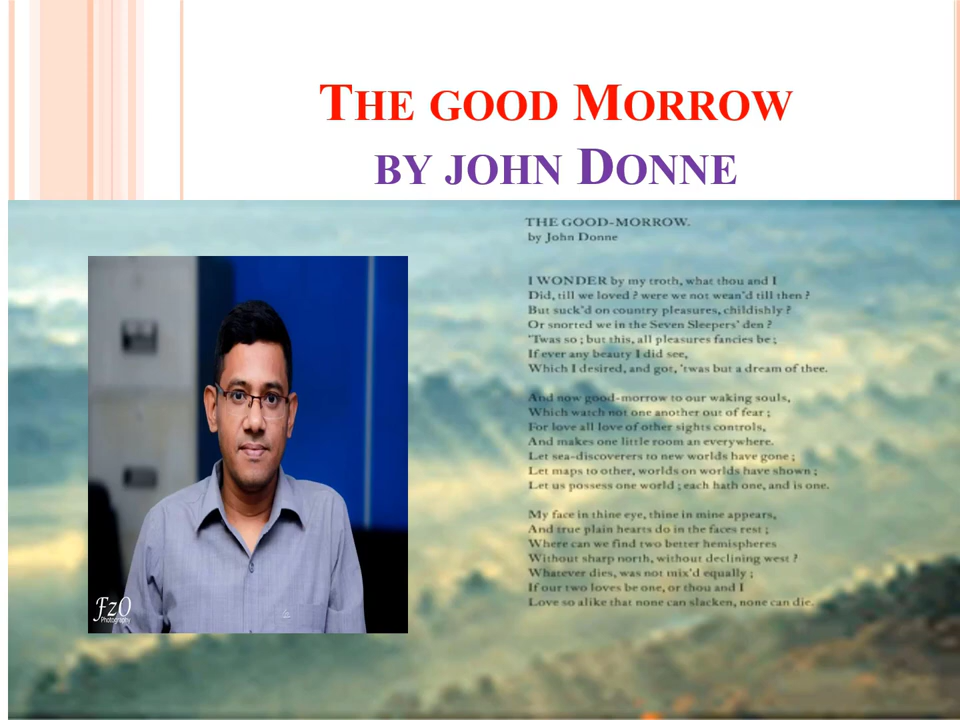 THE GOOD MORROW
BY JOHN DONNE
THE GOOD-MORROW.
by John Donne
I WONDER by my troth, what thou and I
Did, till we loved ? were we not wean'd till then ?
But suck'd on country pleasures, childishly ?
Or snorted we in the Seven Sleepers' den ?
'Twas so ; but this, all pleasures fancies be ;
If ever any beauty I did see,
Which I desired, and got, 'twas but a dream of thee.
And now good-morrow to our waking souls,
Which watch not one another out of fear ;
For love all love of other sights controls,
And makes one little room an everywhere.
Let sea-discoverers to new worlds have gone ;
Let maps to other, worlds on worlds have shown ;
Let us possess one world ; each hath one, and is one.
My face in thine eye, thine in mine appears,
And true plain hearts do in the faces rest ;
Where can we find two better hemispheres
Without sharp north, without declining west ?
Whatever dies, was not mix'd equally ;
If our two loves be one, or thou and I
Love so alike that none can slacken, none can die.
FzO
Photography